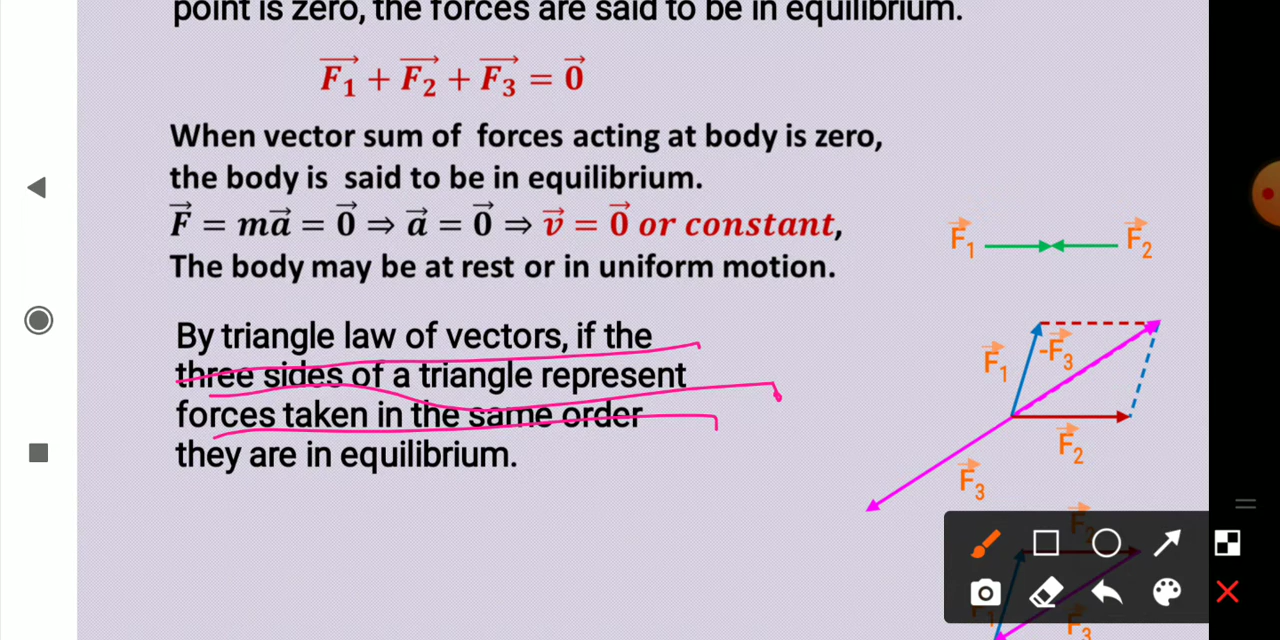 point is zero, the forces are said to be in equilibrium.
F₁ + F₂ + F₃ = 0
When vector sum of forces acting at body is zero,
the body is said to be in equilibrium.
F = ma = 0 ⇒ a = 0 ⇒ v = 0 or constant,
The body may be at rest or in uniform motion.
By triangle law of vectors, if the
three sides of a triangle represent
forces taken in the same order
they are in equilibrium.
F₁
F₂
F₁
-F₃
F₂
F₃
F₃